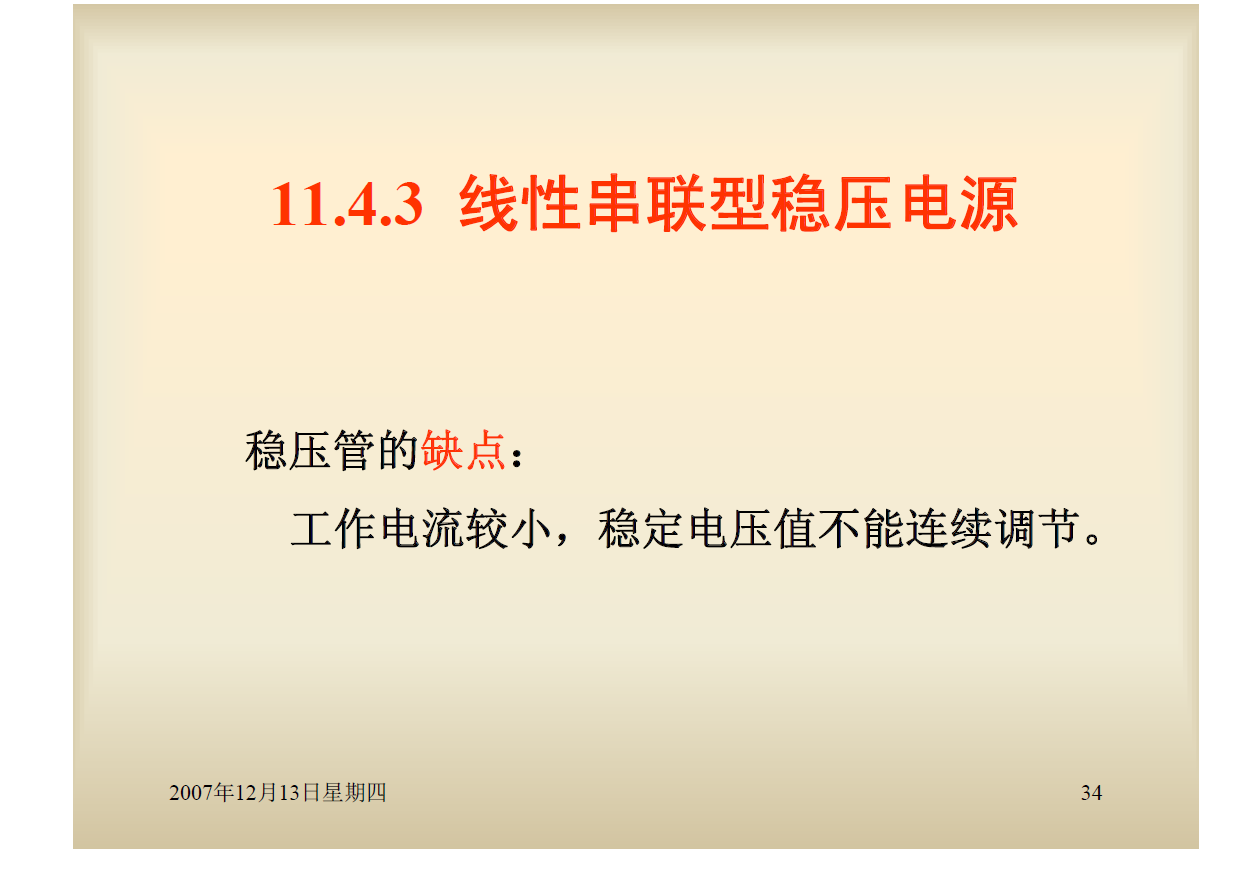 11.4.3 线性串联型稳压电源
稳压管的缺点：
工作电流较小，稳定电压值不能连续调节。
2007年12月13日星期四
34